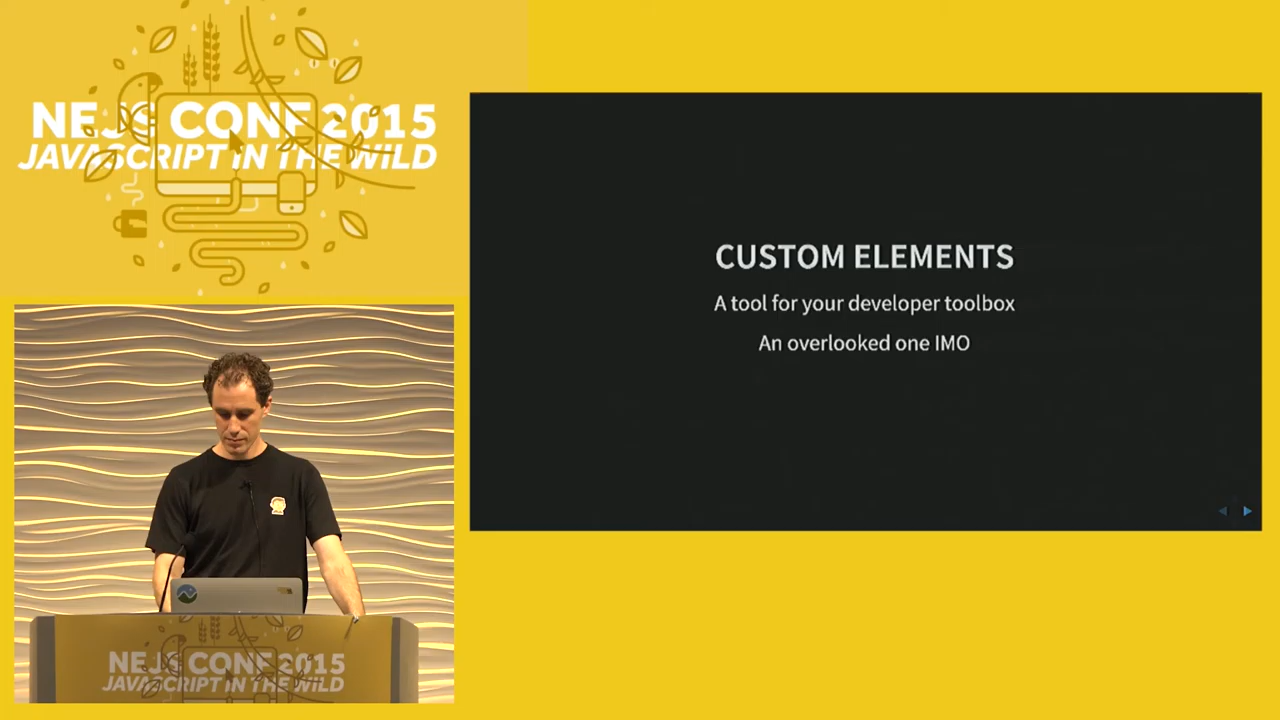 NEJS CONF 2015
JAVASCRIPT IN THE WILD
CUSTOM ELEMENTS
A tool for your developer toolbox
An overlooked one IMO
NEJS CONF 2015
JAVASCRIPT IN THE WILD